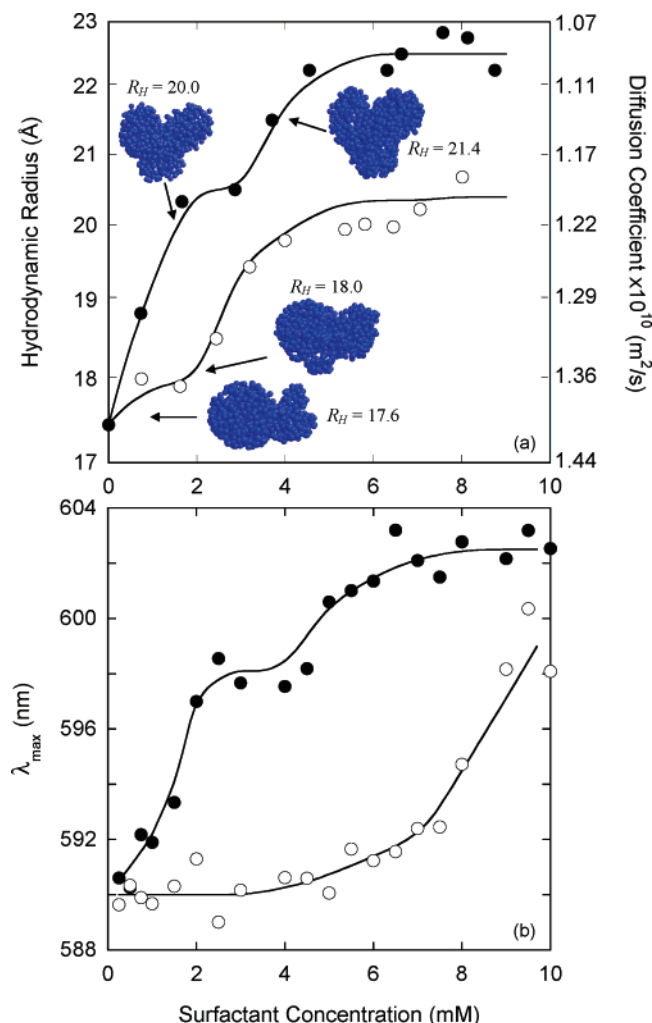 23
22
21
20
19
18
17
Hydrodynamic Radius (Å)
1.07
1.11
1.17
1.22
1.29
1.36
1.44
Diffusion Coefficient x10¹⁰ (m²/s)
R_H = 20.0
R_H = 21.4
R_H = 18.0
R_H = 17.6
(a)
0 2 4 6 8 10
604
600
596
592
588
λ_max (nm)
(b)
0 2 4 6 8 10
Surfactant Concentration (mM)